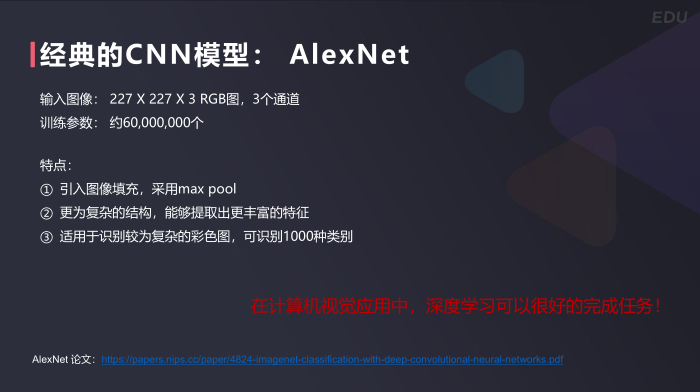 EDU
经典的CNN模型： AlexNet
输入图像： 227 X 227 X 3 RGB图，3个通道
训练参数： 约60,000,000个
特点：
① 引入图像填充，采用max pool
② 更为复杂的结构，能够提取出更丰富的特征
③ 适用于识别较为复杂的彩色图，可识别1000种类别
在计算机视觉应用中，深度学习可以很好的完成任务！
AlexNet 论文：https://papers.nips.cc/paper/4824-imagenet-classification-with-deep-convolutional-neural-networks.pdf